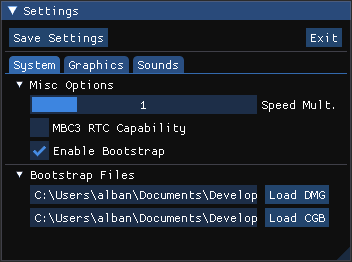 Settings
Save Settings Exit
System Graphics Sounds
Misc Options
1 Speed Mult.
MBC3 RTC Capability
Enable Bootstrap
Bootstrap Files
C:\Users\alban\Documents\Develop Load DMG
C:\Users\alban\Documents\Develop Load CGB